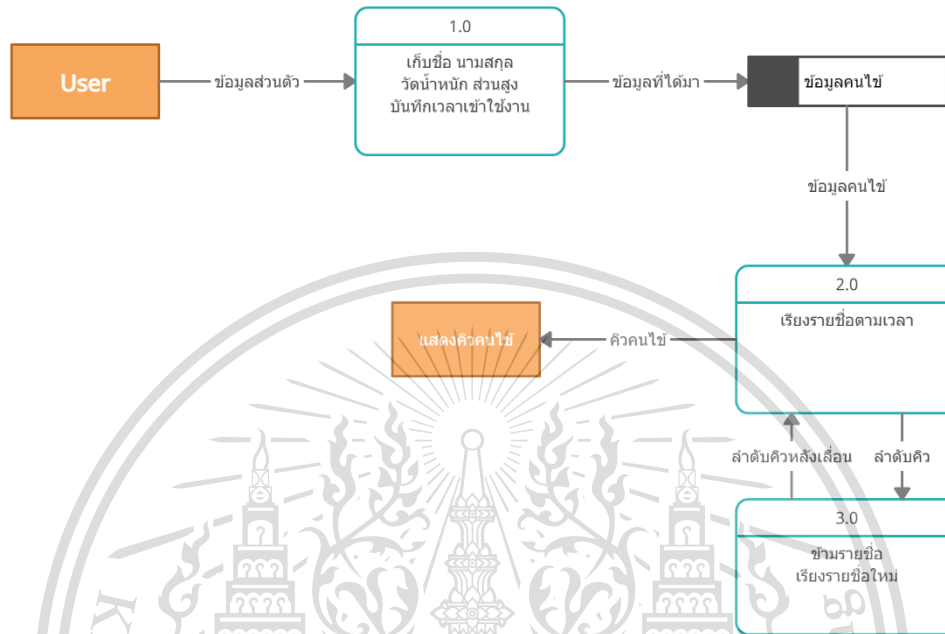 1.0
User
ข้อมูลส่วนตัว
เก็บชื่อ นามสกุล
วัดน้ำหนัก ส่วนสูง
บันทึกเวลาเข้าใช้งาน
ข้อมูลที่ได้มา
ข้อมูลคนไข้
ข้อมูลคนไข้
2.0
เรียงรายชื่อตามเวลา
คิวคนไข้
แสดงคิวคนไข้
ลำดับคิวหลังเลื่อน
ลำดับคิว
3.0
ข้ามรายชื่อ
เรียงรายชื่อใหม่
K
g